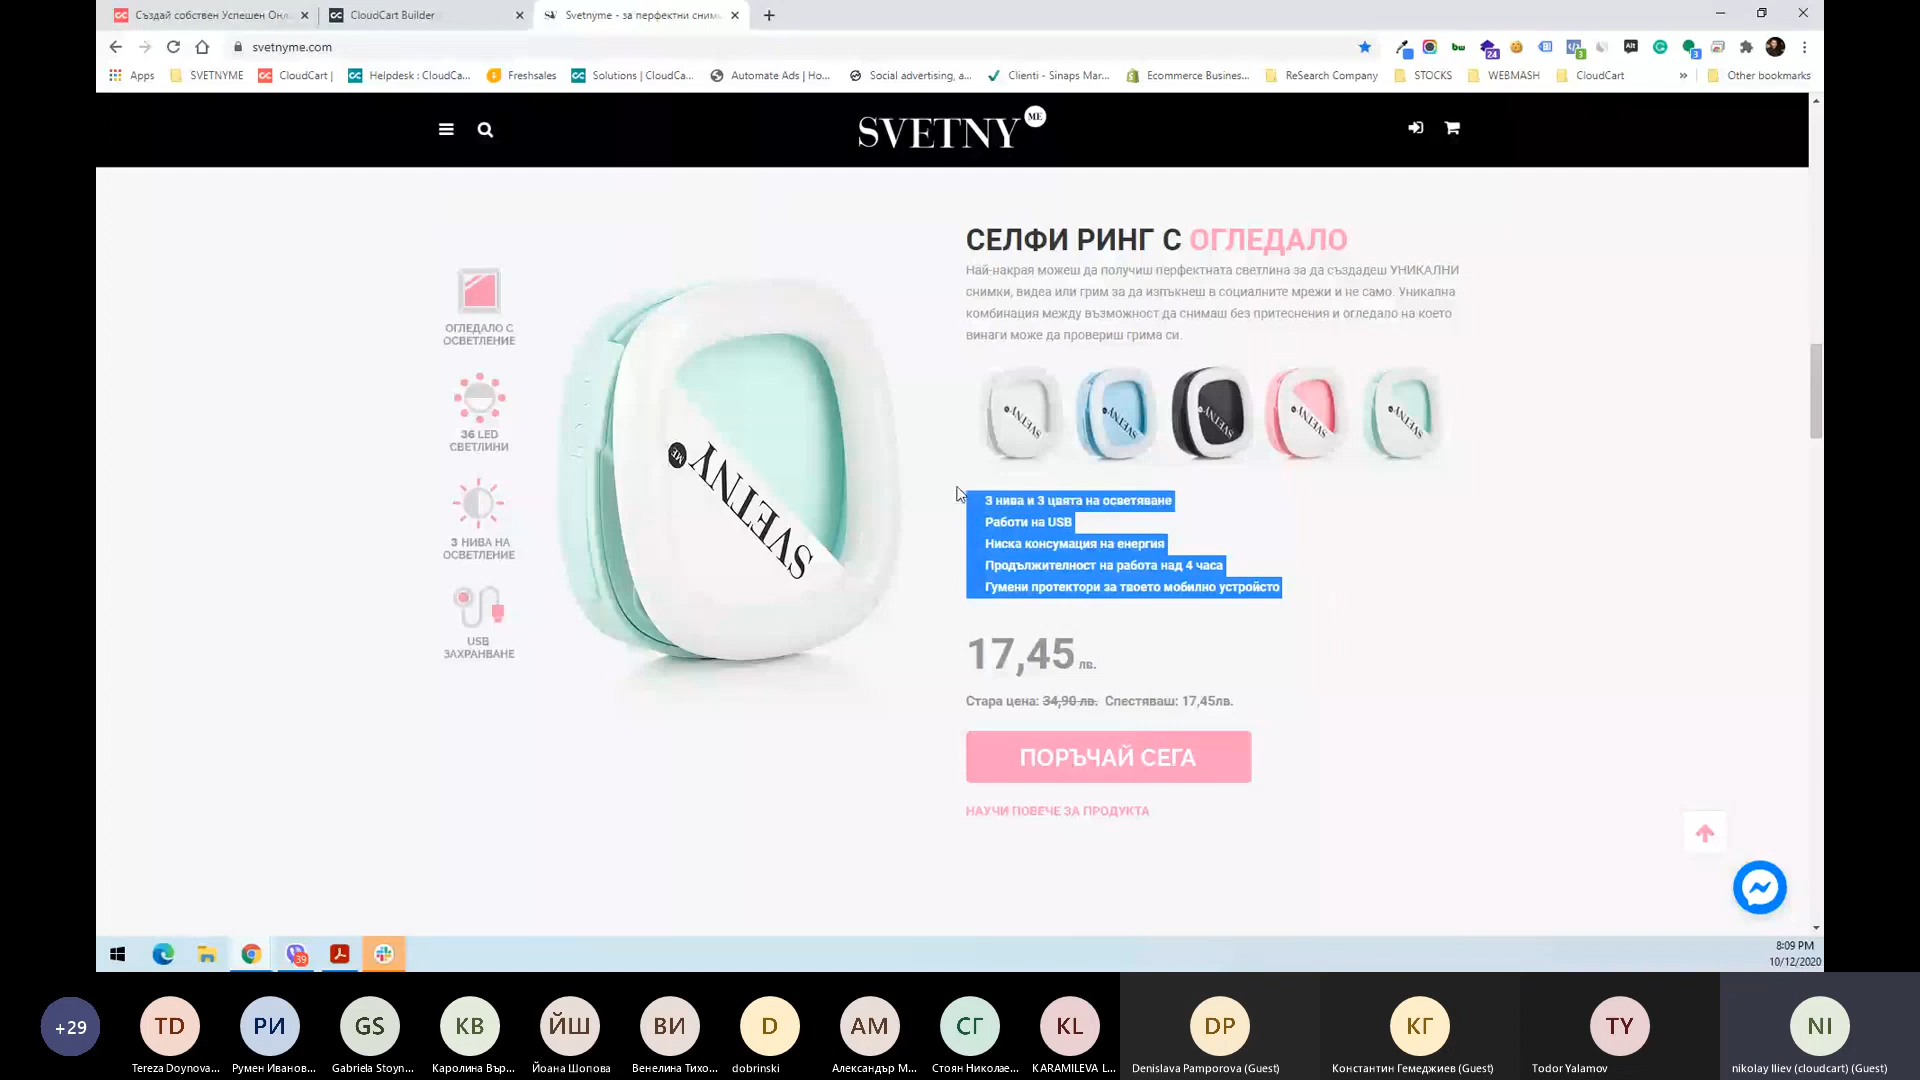 Създай собствен Успешен Онл
CloudCart Builder
Svetnyme - за перфектни сним
svetnyme.com
Apps
SVETNYME
CloudCart |
Helpdesk : CloudCa...
Freshsales
Solutions | CloudCa...
Automate Ads | Ho...
Social advertising, a...
Clienti - Sinaps Mar...
Ecommerce Busines...
ReSearch Company
STOCKS
WEBMASH
CloudCart
Other bookmarks
SVETNY ME
СЕЛФИ РИНГ С ОГЛЕДАЛО
Най-накрая можеш да получиш перфектната светлина за да създадеш УНИКАЛНИ
снимки, видеа или грим за да изпъкнеш в социалните мрежи и не само. Уникална
комбинация между възможност да снимаш без притеснения и огледало на което
винаги може да провериш грима си.
ОГЛЕДАЛО С
ОСВЕТЛЕНИЕ
36 LED
СВЕТЛИНИ
3 НИВА НА
ОСВЕТЛЕНИЕ
USB
ЗАХРАНВАНЕ
SVETNY ME
3 нива и 3 цвята на осветяване
Работи на USB
Ниска консумация на енергия
Продължителност на работа над 4 часа
Гумени протектори за твоето мобилно устройсто
17,45 лв.
Стара цена: 34,90 лв. Спестяваш: 17,45лв.
ПОРЪЧАЙ СЕГА
НАУЧИ ПОВЕЧЕ ЗА ПРОДУКТА
39
8:09 PM
10/12/2020
+29
TD
РИ
GS
КВ
ЙШ
ВИ
D
АМ
СГ
KL
DP
КГ
TY
NI
Tereza Doynova...
Румен Иванов...
Gabriela Stoyn...
Каролина Вър...
Йоана Шопова
Венелина Тихо...
dobrinski
Александър М...
Стоян Николае...
KARAMILEVA L...
Denislava Pamporova (Guest)
Константин Гемеджиев (Guest)
Todor Yalamov
nikolay Iliev (cloudcart) (Guest)